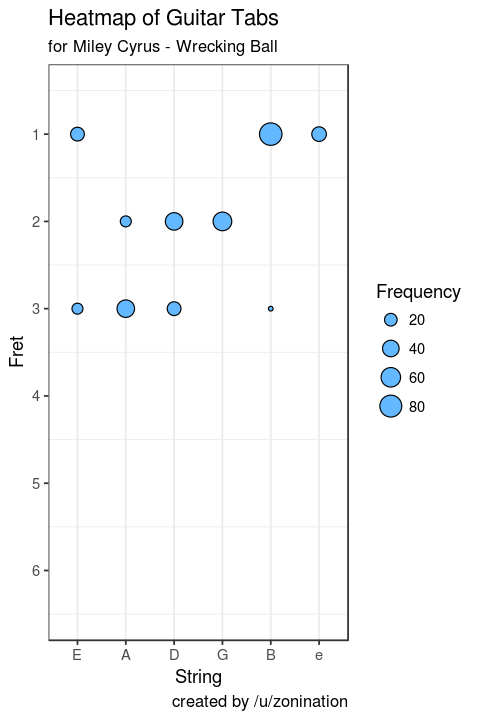 Heatmap of Guitar Tabs
for Miley Cyrus - Wrecking Ball
Fret
1
2
3
4
5
6
E A D G B e
String
Frequency
20
40
60
80
created by /u/zonination